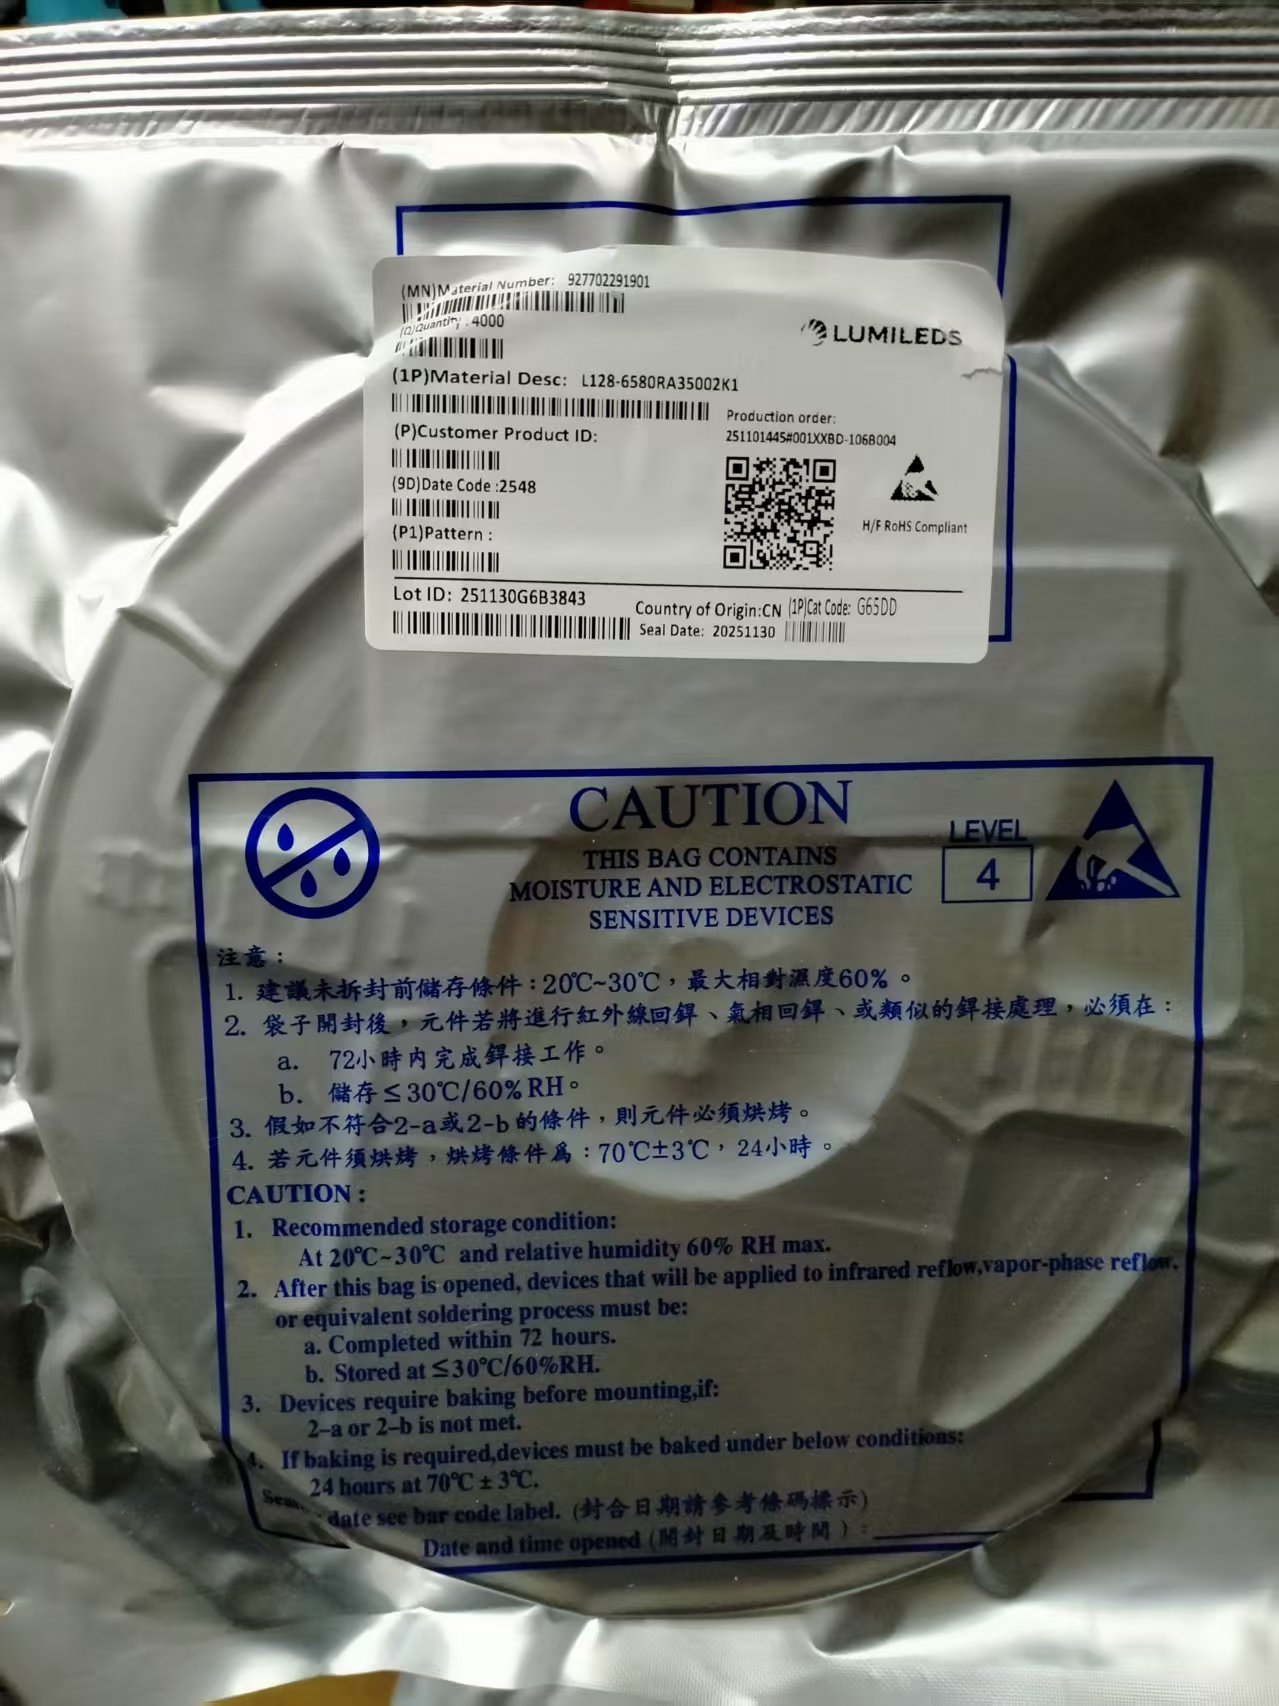 (MN)Material Number: 927702291901
(Q)Quantity : 4000
LUMILEDS
(1P)Material Desc: L128-6580RA35002K1
Production order:
251101445#001XXBD-106B004
(P)Customer Product ID:
(9D)Date Code :2548
H/F RoHS Compliant
(P1)Pattern :
Lot ID: 251130G6B3843
Country of Origin:CN (1P)Cat Code: G65DD
Seal Date: 20251130
CAUTION
THIS BAG CONTAINS
MOISTURE AND ELECTROSTATIC
SENSITIVE DEVICES
LEVEL
4
注意：
1. 建議未拆封前儲存條件：20℃~30℃，最大相對濕度60%。
2. 袋子開封後，元件若將進行紅外線回銲、氣相回銲、或類似的銲接處理，必須在：
a. 72小時内完成銲接工作。
b. 儲存≤30℃/60% RH。
3. 假如不符合2-a或2-b的條件，則元件必須烘烤。
4. 若元件須烘烤，烘烤條件爲：70℃±3℃，24小時。
CAUTION :
1. Recommended storage condition:
At 20℃~30℃ and relative humidity 60% RH max.
2. After this bag is opened, devices that will be applied to infrared reflow,vapor-phase reflow,
or equivalent soldering process must be:
a. Completed within 72 hours.
b. Stored at ≤30℃/60%RH.
3. Devices require baking before mounting,if:
2-a or 2-b is not met.
4. If baking is required,devices must be baked under below conditions:
24 hours at 70℃ ± 3℃.
date see bar code label. (封合日期請參考條碼標示)
Date and time opened (開封日期及時間) :